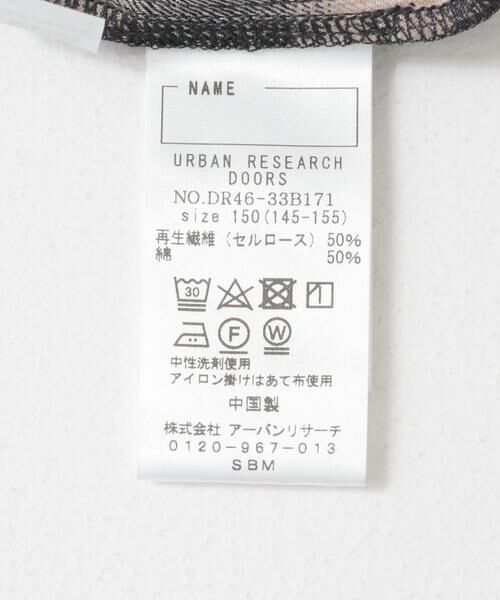 NAME
URBAN RESEARCH
DOORS
NO.DR46-33B171
size 150(145-155)
再生繊維(セルロース) 50%
綿 50%
30
F W
中性洗剤使用
アイロン掛けはあて布使用
中国製
株式会社 アーバンリサーチ
0120-967-013
SBM